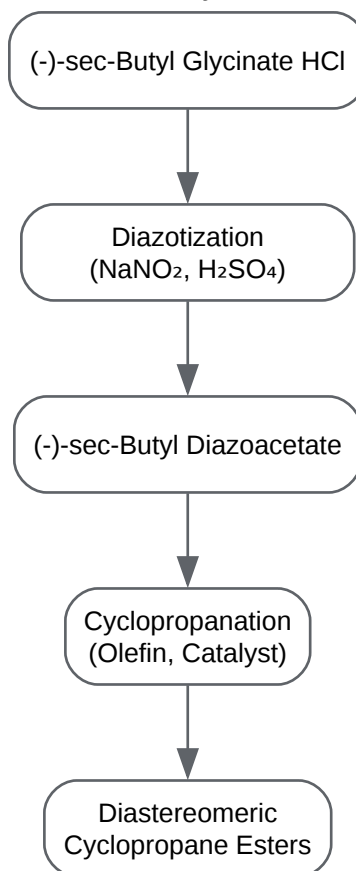 (-)-sec-Butyl Glycinate HCl
Diazotization
(NaNO₂, H₂SO₄)
(-)-sec-Butyl Diazoacetate
Cyclopropanation
(Olefin, Catalyst)
Diastereomeric
Cyclopropane Esters